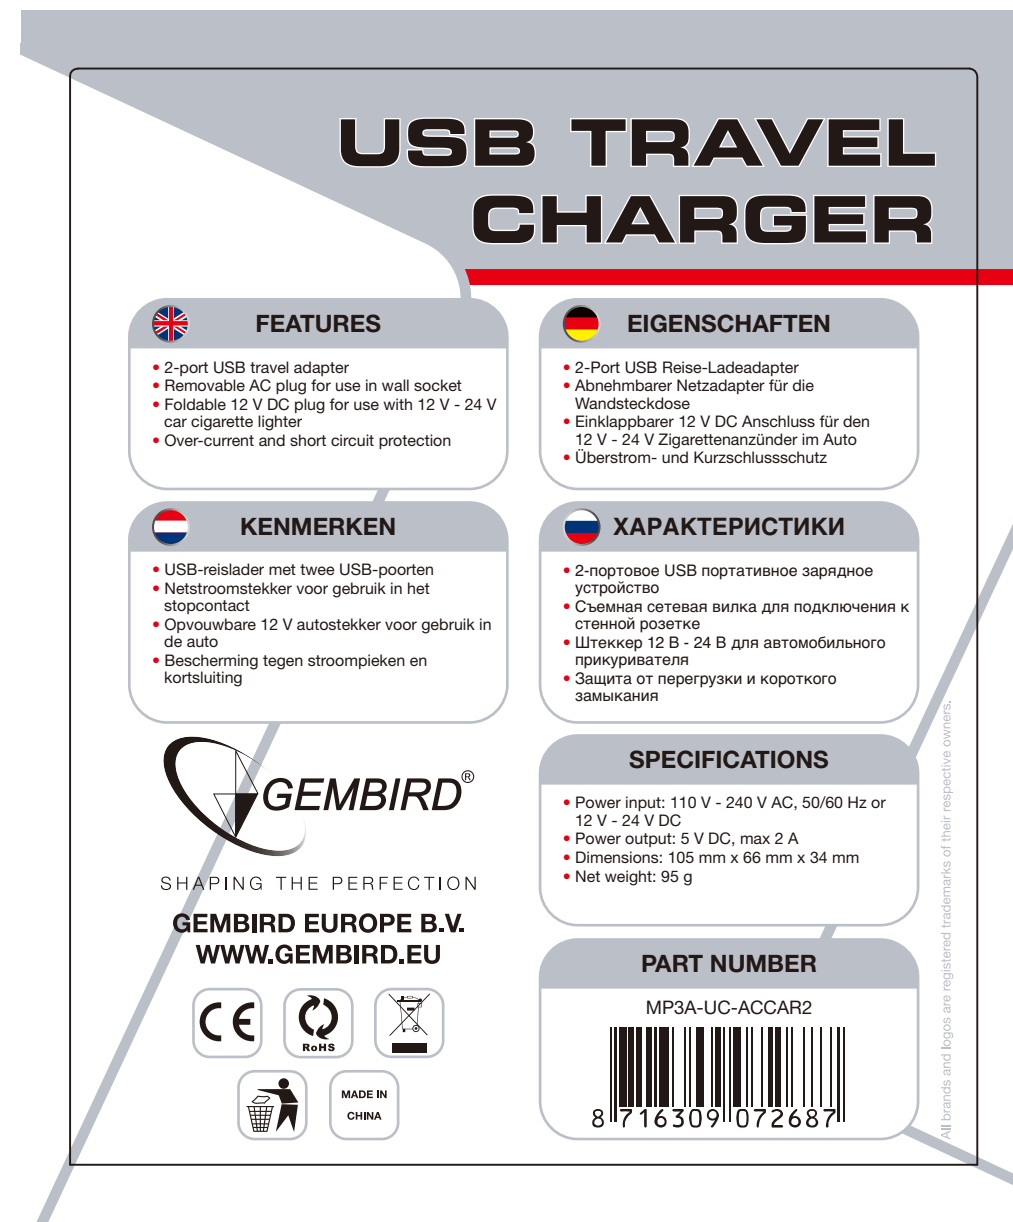 USB TRAVEL
CHARGER
FEATURES
• 2-port USB travel adapter
• Removable AC plug for use in wall socket
• Foldable 12 V DC plug for use with 12 V - 24 V
car cigarette lighter
• Over-current and short circuit protection
EIGENSCHAFTEN
• 2-Port USB Reise-Ladeadapter
• Abnehmbarer Netzadapter für die
Wandsteckdose
• Einklappbarer 12 V DC Anschluss für den
12 V - 24 V Zigarettenanzünder im Auto
• Überstrom- und Kurzschlussschutz
KENMERKEN
• USB-reislader met twee USB-poorten
• Netstroomstekker voor gebruik in het
stopcontact
• Opvouwbare 12 V autostekker voor gebruik in
de auto
• Bescherming tegen stroompieken en
kortsluiting
ХАРАКТЕРИСТИКИ
• 2-портовое USB портативное зарядное
устройство
• Съемная сетевая вилка для подключения к
стенной розетке
• Штеккер 12 В - 24 В для автомобильного
прикуривателя
• Защита от перегрузки и короткого
замыкания
GEMBIRD®
SHAPING THE PERFECTION
GEMBIRD EUROPE B.V.
WWW.GEMBIRD.EU
CE
RoHS
MADE IN
CHINA
SPECIFICATIONS
• Power input: 110 V - 240 V AC, 50/60 Hz or
12 V - 24 V DC
• Power output: 5 V DC, max 2 A
• Dimensions: 105 mm x 66 mm x 34 mm
• Net weight: 95 g
PART NUMBER
MP3A-UC-ACCAR2
8 716309 072687
All brands and logos are registered trademarks of their respective owners.